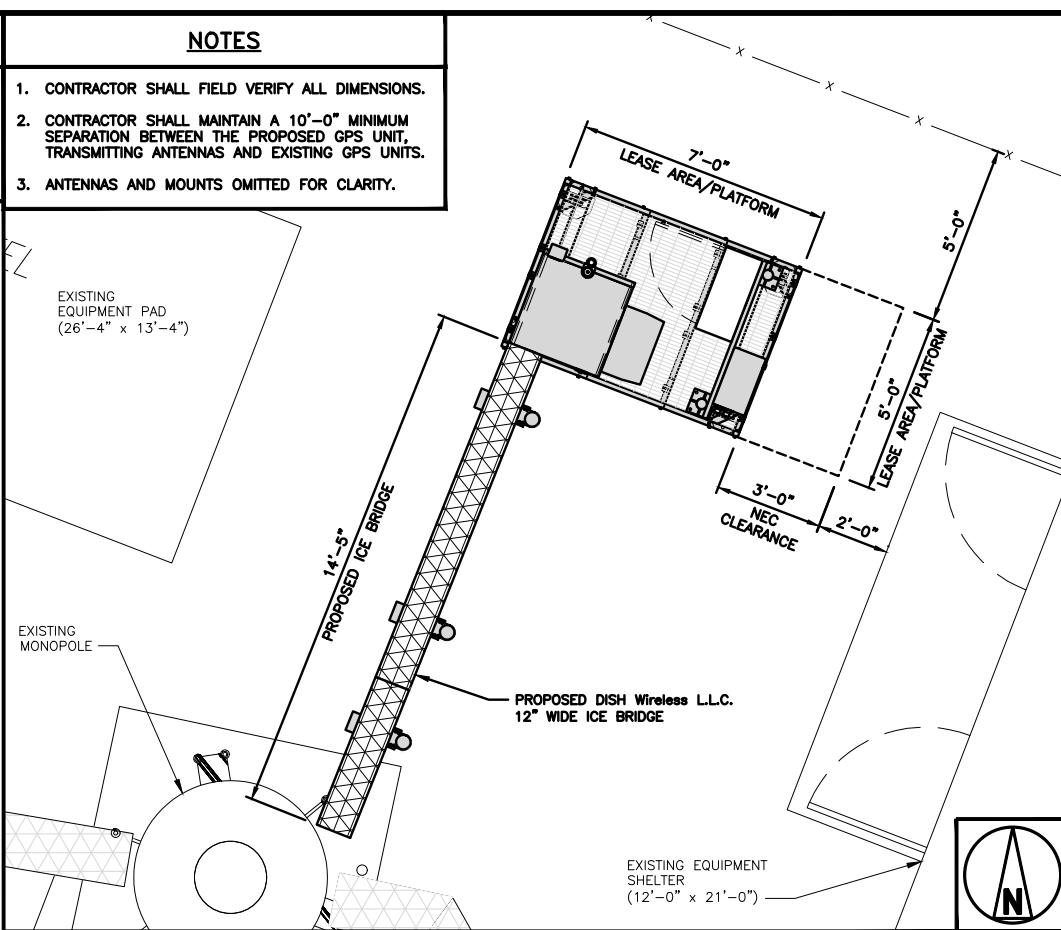 NOTES
1. CONTRACTOR SHALL FIELD VERIFY ALL DIMENSIONS.
2. CONTRACTOR SHALL MAINTAIN A 10'-0" MINIMUM
SEPARATION BETWEEN THE PROPOSED GPS UNIT,
TRANSMITTING ANTENNAS AND EXISTING GPS UNITS.
3. ANTENNAS AND MOUNTS OMITTED FOR CLARITY.
X
X
X
X
X
7'-0"
LEASE AREA/PLATFORM
5'-0"
EXISTING
EQUIPMENT PAD
(26'-4" x 13'-4")
5'-0"
LEASE AREA/PLATFORM
3'-0"
NEC
CLEARANCE
2'-0"
14'-5"
PROPOSED ICE BRIDGE
EXISTING
MONOPOLE
PROPOSED DISH Wireless L.L.C.
12" WIDE ICE BRIDGE
EXISTING EQUIPMENT
SHELTER
(12'-0" x 21'-0")
N